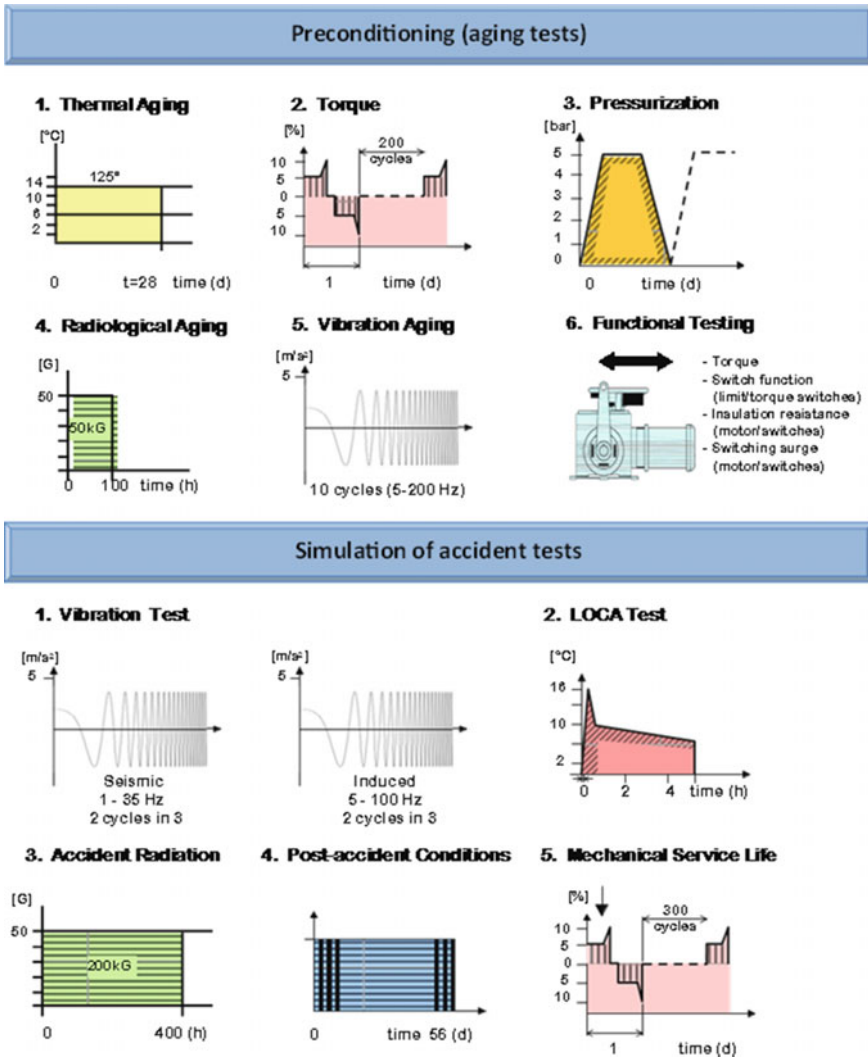 Preconditioning (aging tests)
1. Thermal Aging
[°C]
14
10
6
2
125°
0
t=28 time (d)
2. Torque
[%]
10
5
0
5
10
200
cycles
1
time (d)
3. Pressurization
[bar]
5
4
3
2
1
0
0
time (d)
4. Radiological Aging
[G]
50
50kG
0
100 time (h)
5. Vibration Aging
[m/s²]
5
10 cycles (5-200 Hz)
6. Functional Testing
- Torque
- Switch function
(limit/torque switches)
- Insulation resistance
(motor/switches)
- Switching surge
(motor/switches)
Simulation of accident tests
1. Vibration Test
[m/s²]
5
Seismic
1 - 35 Hz
2 cycles in 3
[m/s²]
5
Induced
5 - 100 Hz
2 cycles in 3
2. LOCA Test
[°C]
16
10
2
0
2
4
time (h)
3. Accident Radiation
[G]
50
200kG
0
400 (h)
4. Post-accident Conditions
0
time 56 (d)
5. Mechanical Service Life
[%]
10
5
0
5
10
300
cycles
1
time (d)